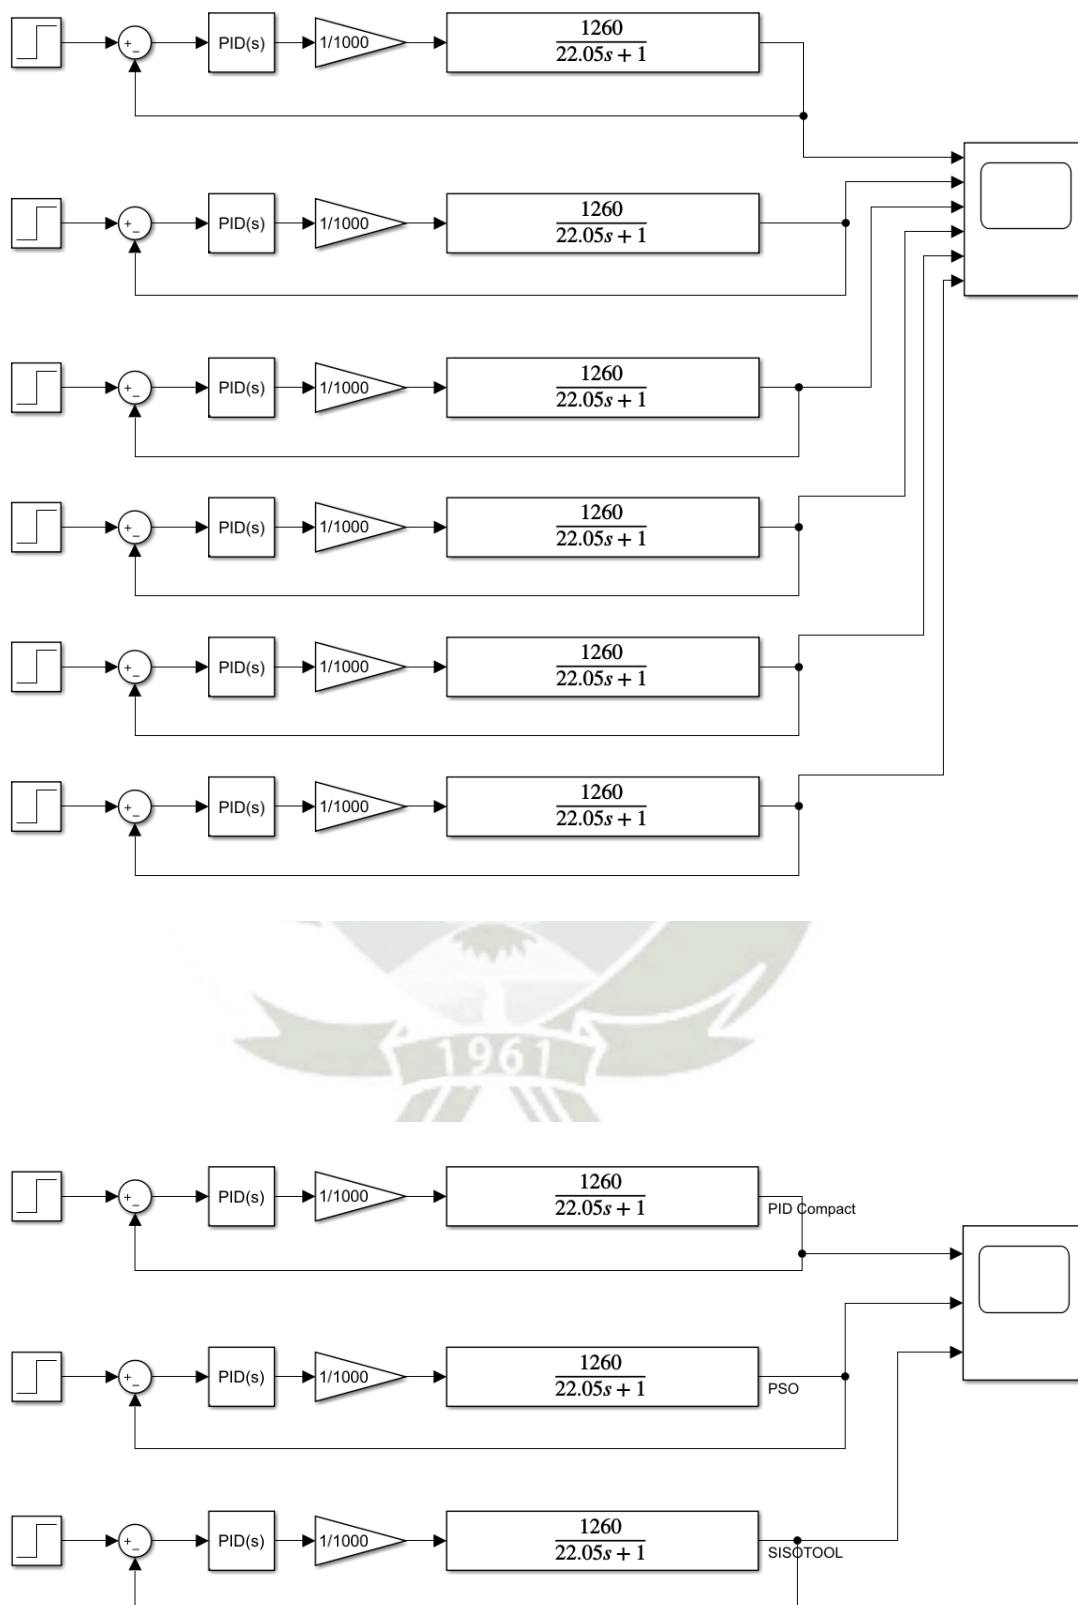 +
−
PID(s)
1/1000
1260
22.05s + 1
+
−
PID(s)
1/1000
1260
22.05s + 1
+
−
PID(s)
1/1000
1260
22.05s + 1
+
−
PID(s)
1/1000
1260
22.05s + 1
+
−
PID(s)
1/1000
1260
22.05s + 1
+
−
PID(s)
1/1000
1260
22.05s + 1
1961
+
−
PID(s)
1/1000
1260
22.05s + 1
PID Compact
+
−
PID(s)
1/1000
1260
22.05s + 1
PSO
+
−
PID(s)
1/1000
1260
22.05s + 1
SISOTOOL